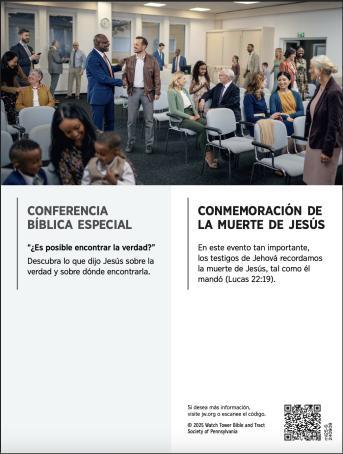 CONFERENCIA
BÍBLICA ESPECIAL
“¿Es posible encontrar la verdad?”
Descubra lo que dijo Jesús sobre la
verdad y sobre dónde encontrarla.
CONMEMORACIÓN DE
LA MUERTE DE JESÚS
En este evento tan importante,
los testigos de Jehová recordamos
la muerte de Jesús, tal como él
mandó (Lucas 22:19).
Si desea más información,
visite jw.org o escanee el código.
© 2025 Watch Tower Bible and Tract
Society of Pennsylvania